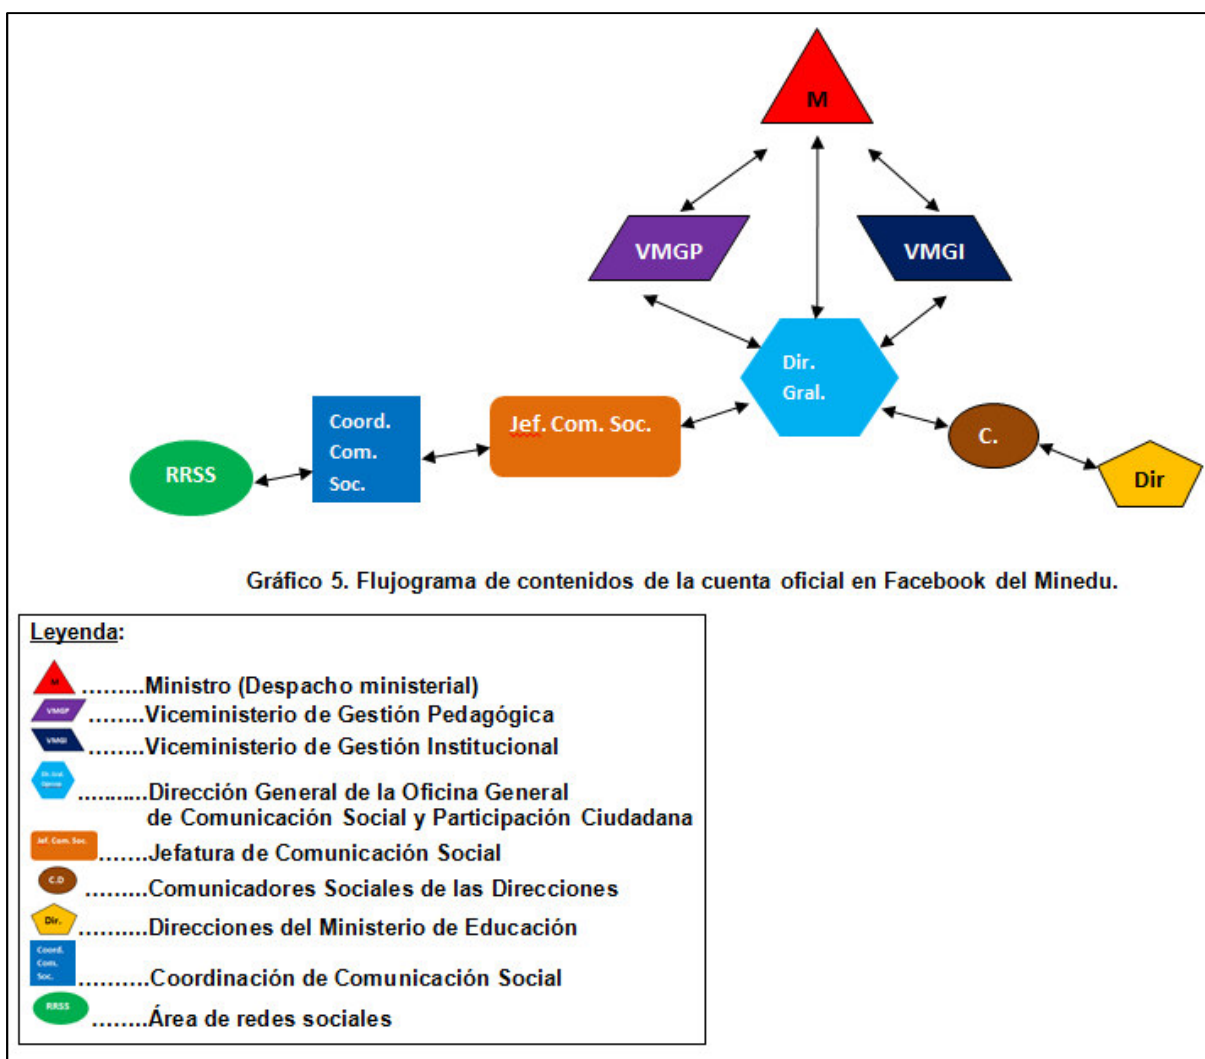 M
VMGP
VMGI
Dir.
Gral.
Coord.
Com.
Soc.
Jef. Com. Soc.
C.
RRSS
Dir
Gráfico 5. Flujograma de contenidos de la cuenta oficial en Facebook del Minedu.
Leyenda:
M .........Ministro (Despacho ministerial)
VMGP ........Viceministerio de Gestión Pedagógica
VMGI ........Viceministerio de Gestión Institucional
Dir. Gral.
..........Dirección General de la Oficina General
de Comunicación Social y Participación Ciudadana
Jef. Com. Soc. .......Jefatura de Comunicación Social
C.D .........Comunicadores Sociales de las Direcciones
Dir. ..........Direcciones del Ministerio de Educación
Coord.
Com.
Soc. ..........Coordinación de Comunicación Social
RRSS ........Área de redes sociales